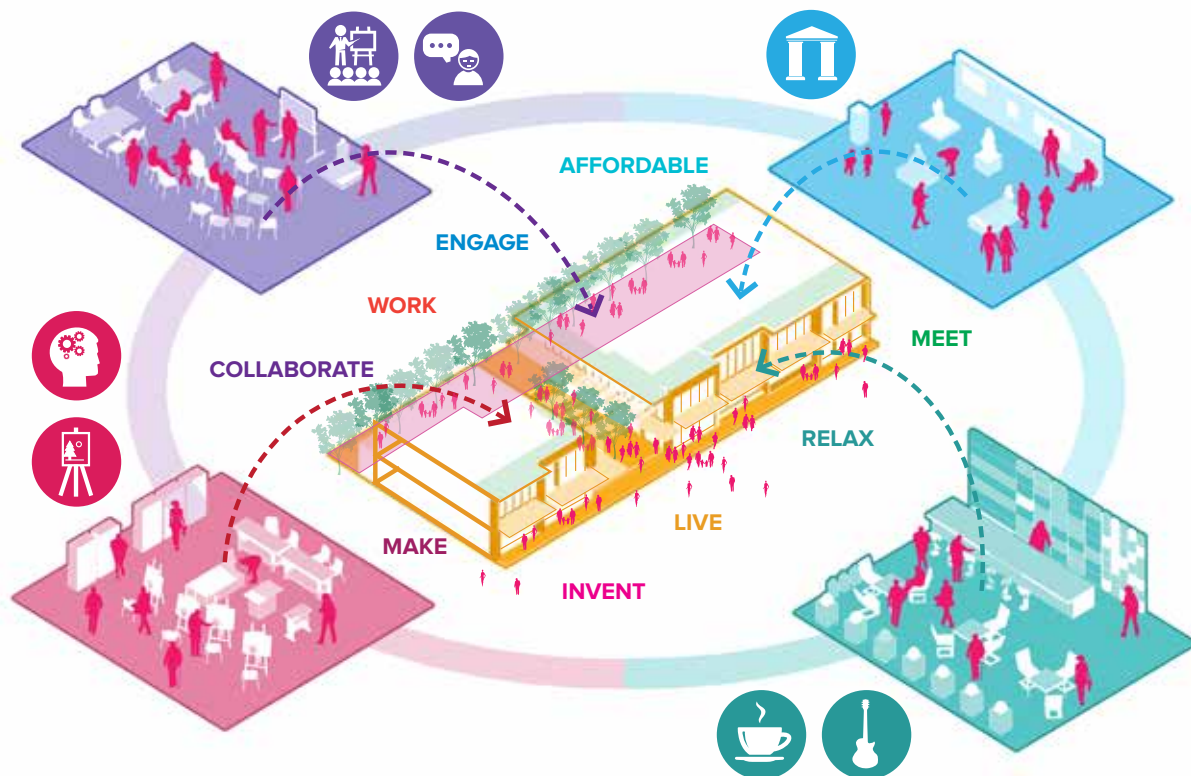 AFFORDABLE
ENGAGE
WORK
MEET
COLLABORATE
RELAX
LIVE
MAKE
INVENT